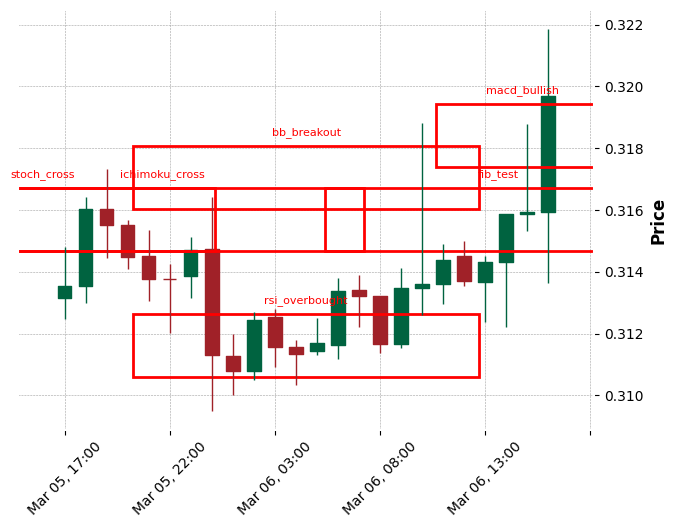 0.322
0.320
macd_bullish
0.318
bb_breakout
stoch_cross
ichimoku_cross
fib_test
0.316
Price
0.314
rsi_overbought
0.312
0.310
Mar 05, 17:00
Mar 05, 22:00
Mar 06, 03:00
Mar 06, 08:00
Mar 06, 13:00